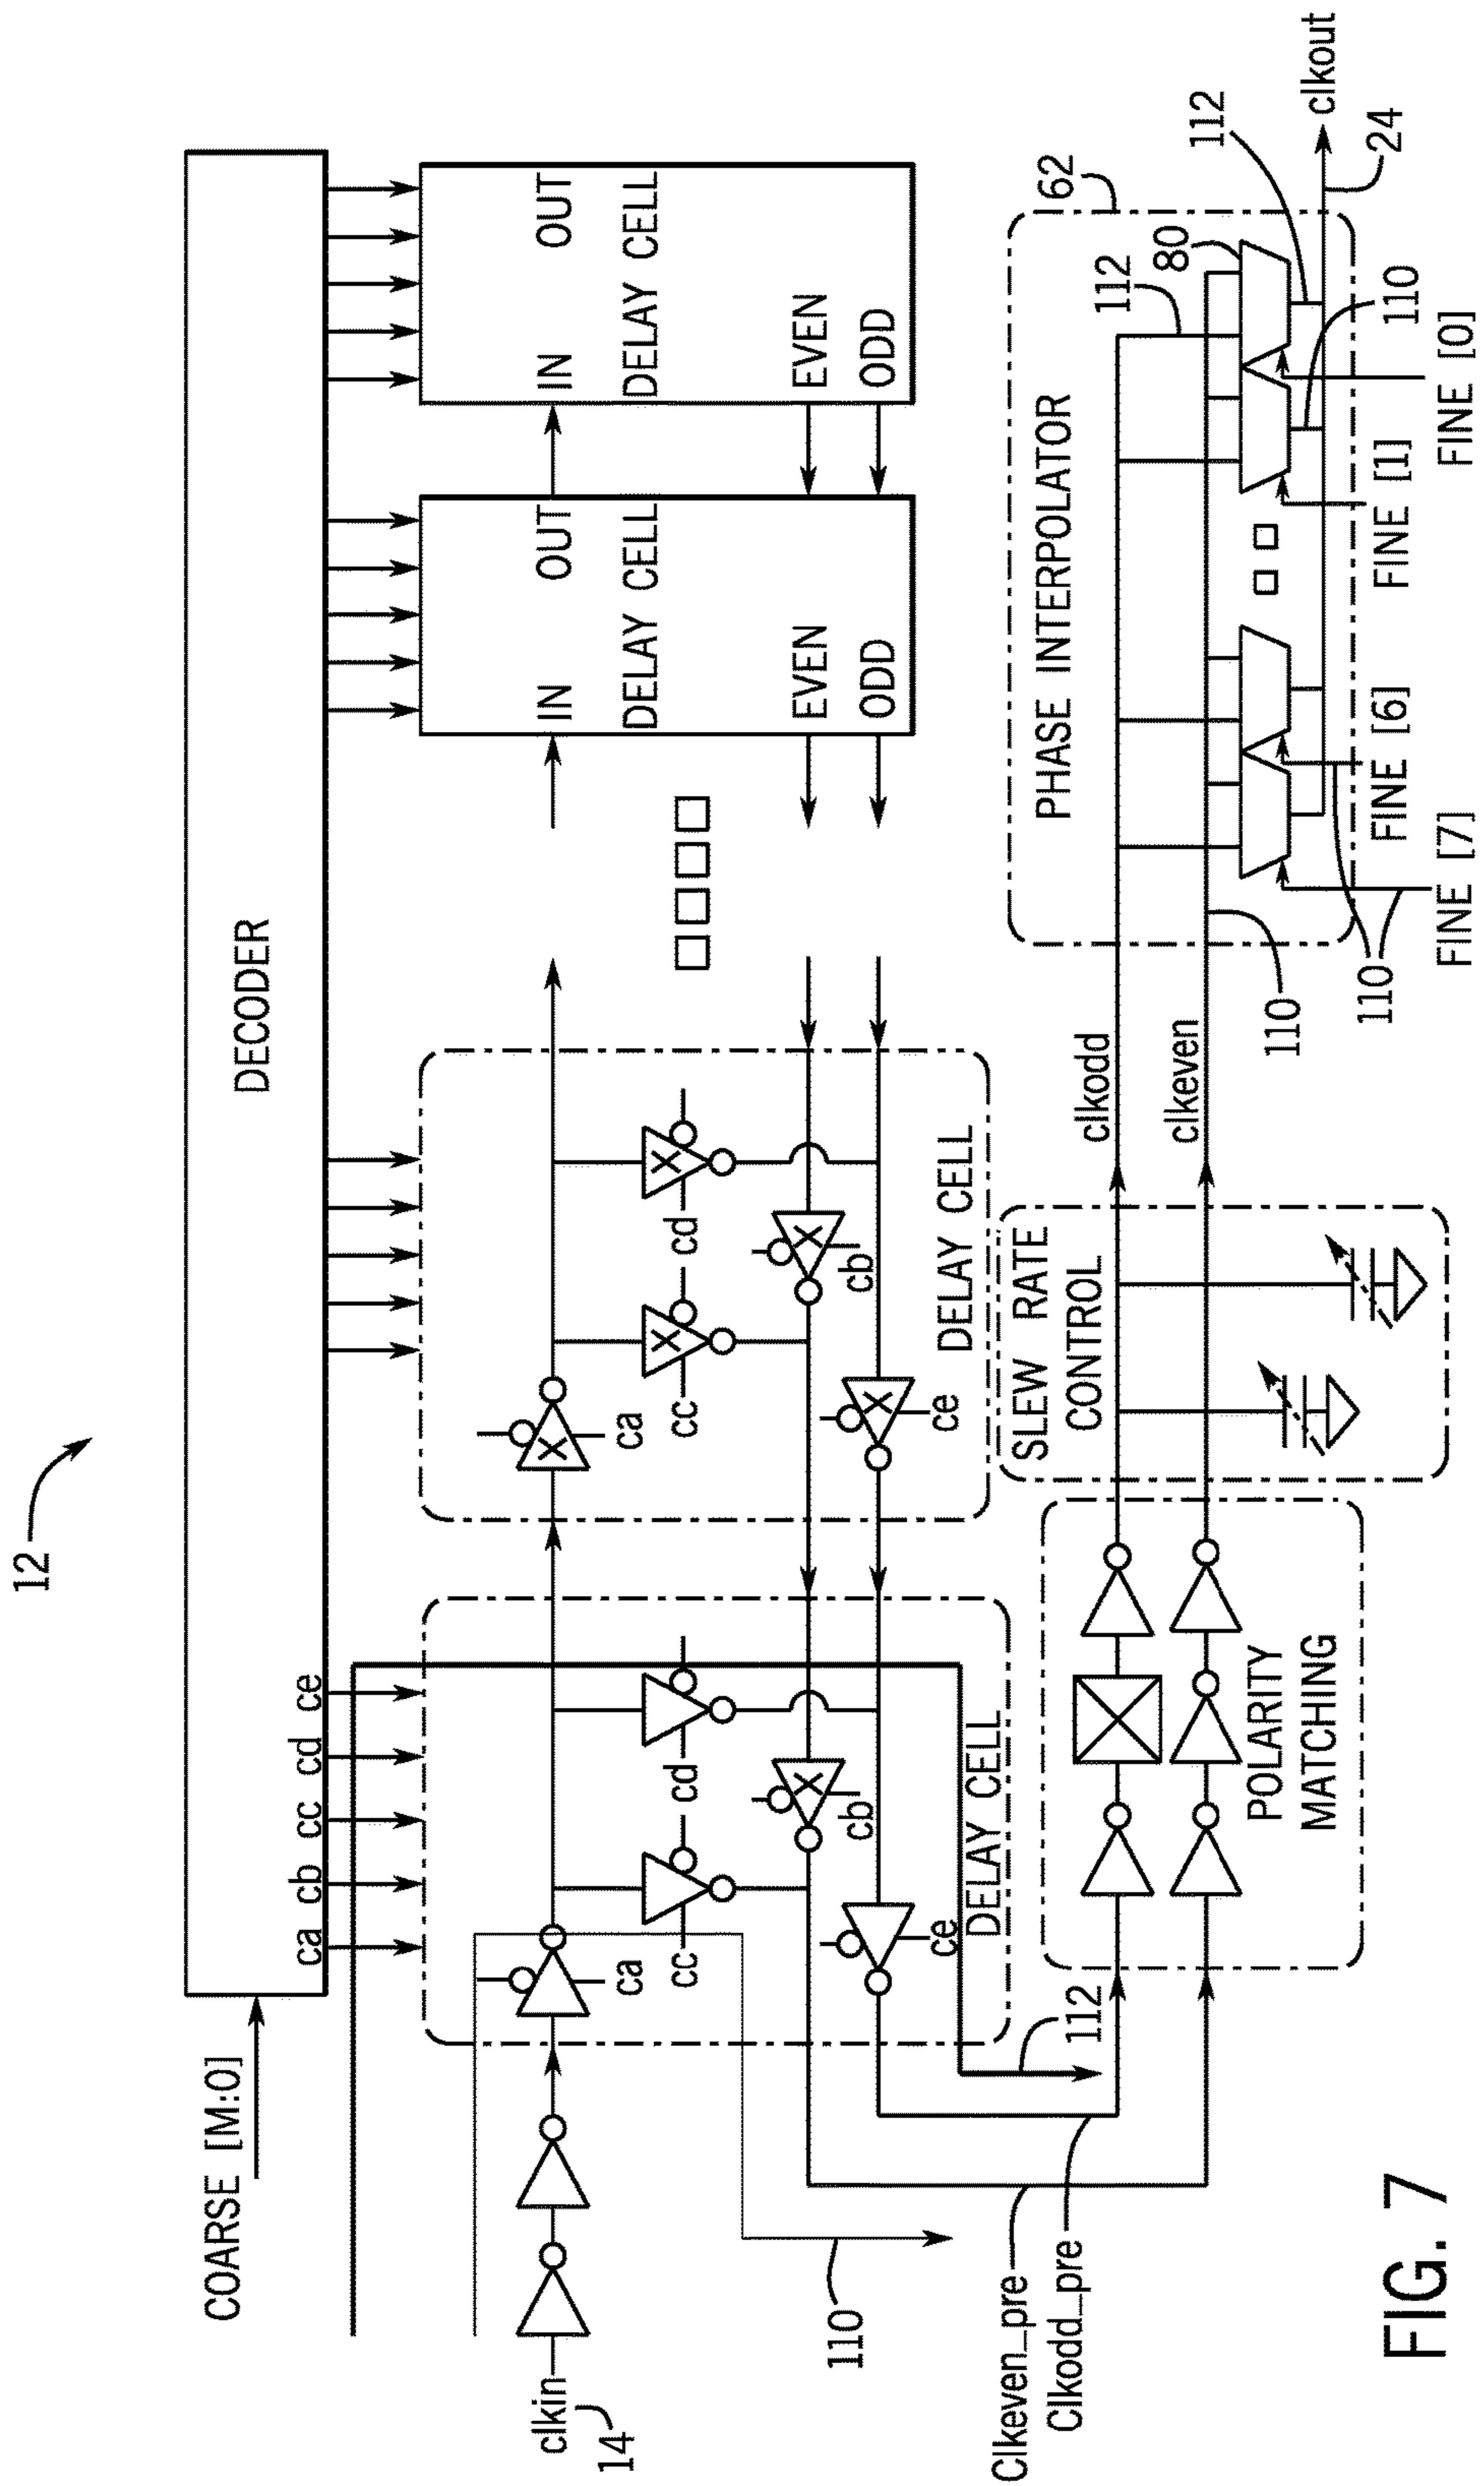 12
DECODER
COARSE [M:0]
ca
cb
cc
cd
ce
clkin
14
ca
cc
cd
cb
ce
DELAY CELL
ca
cc
cd
cb
ce
DELAY CELL
IN
OUT
DELAY CELL
EVEN
ODD
IN
OUT
DELAY CELL
EVEN
ODD
110
112
Clkeven_pre
Clkodd_pre
POLARITY
MATCHING
SLEW RATE
CONTROL
clkodd
clkeven
110
110
PHASE INTERPOLATOR
62
112
80
112
110
clkout
24
FINE [7]
FINE [6]
FINE [1]
FINE [0]
FIG. 7